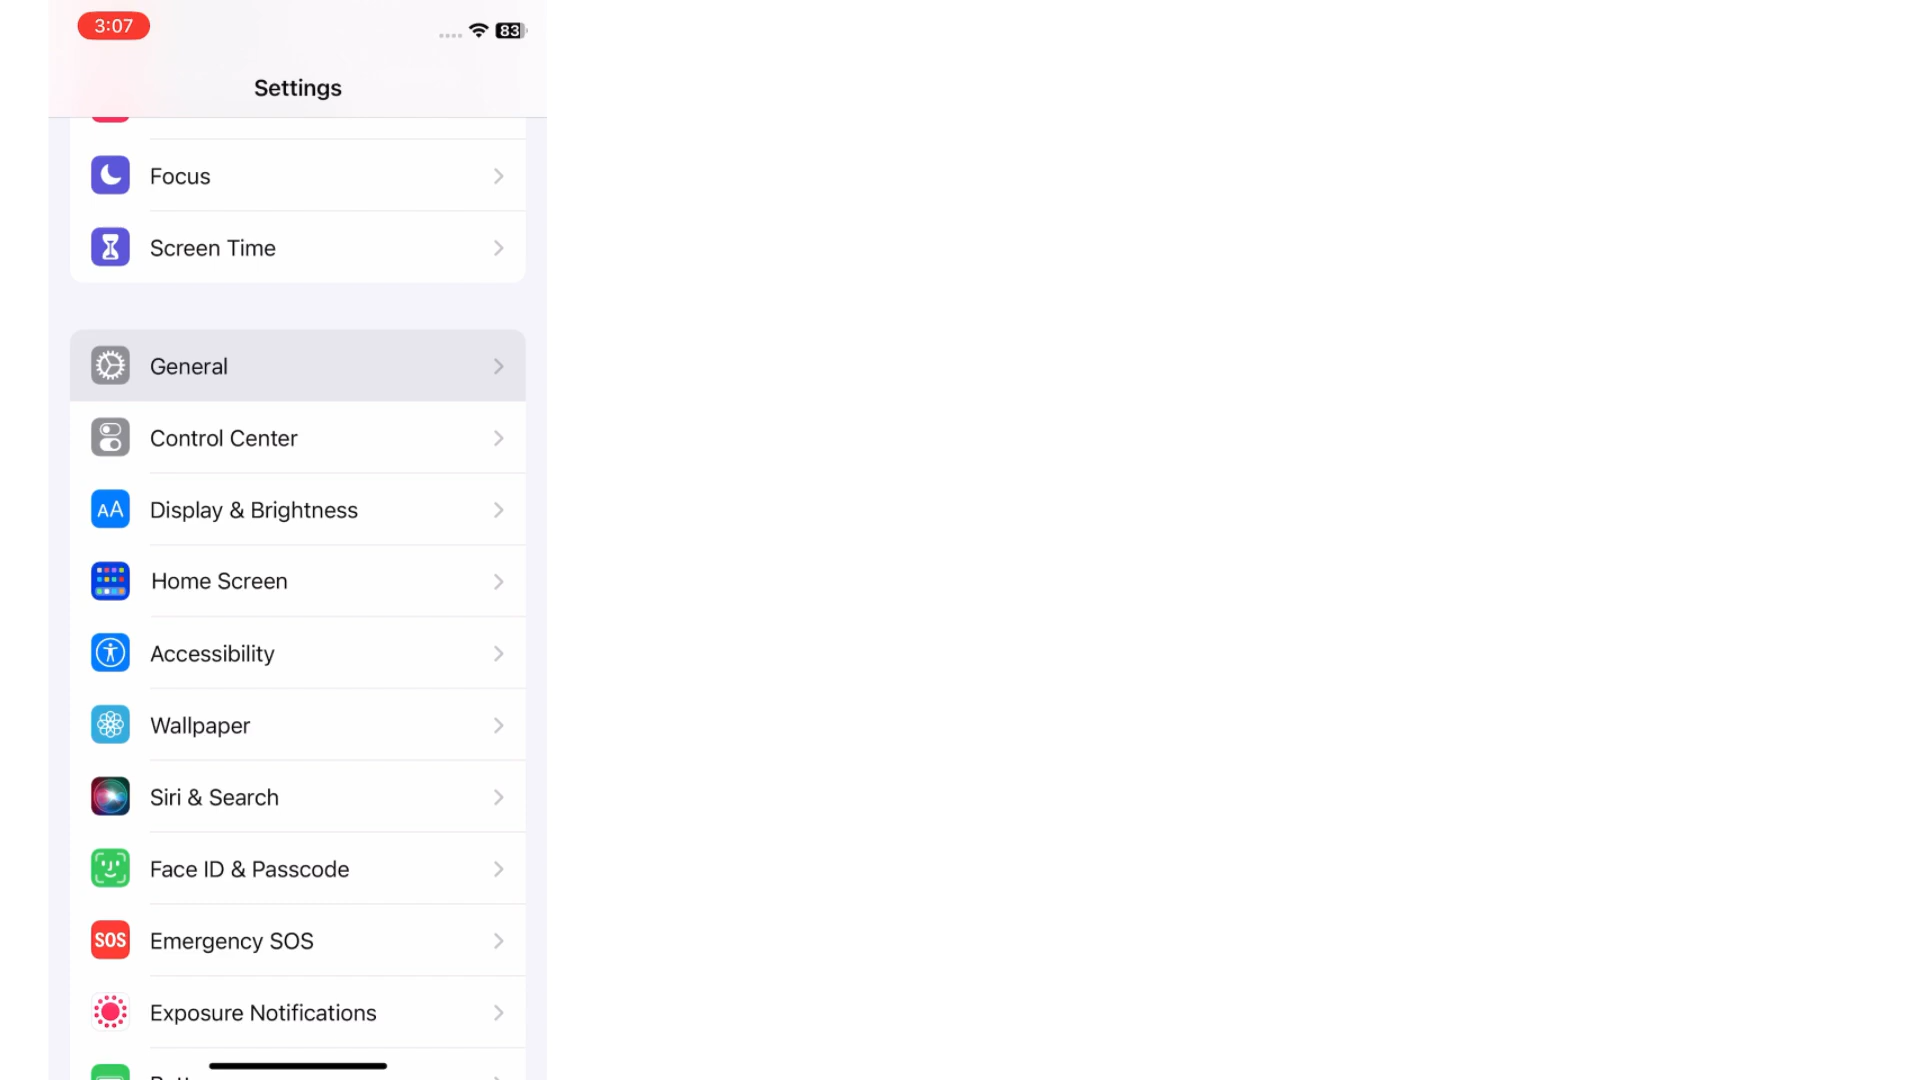 3:07
83
Settings
Focus
Screen Time
General
Control Center
AA Display & Brightness
Home Screen
Accessibility
Wallpaper
Siri & Search
Face ID & Passcode
SOS Emergency SOS
Exposure Notifications